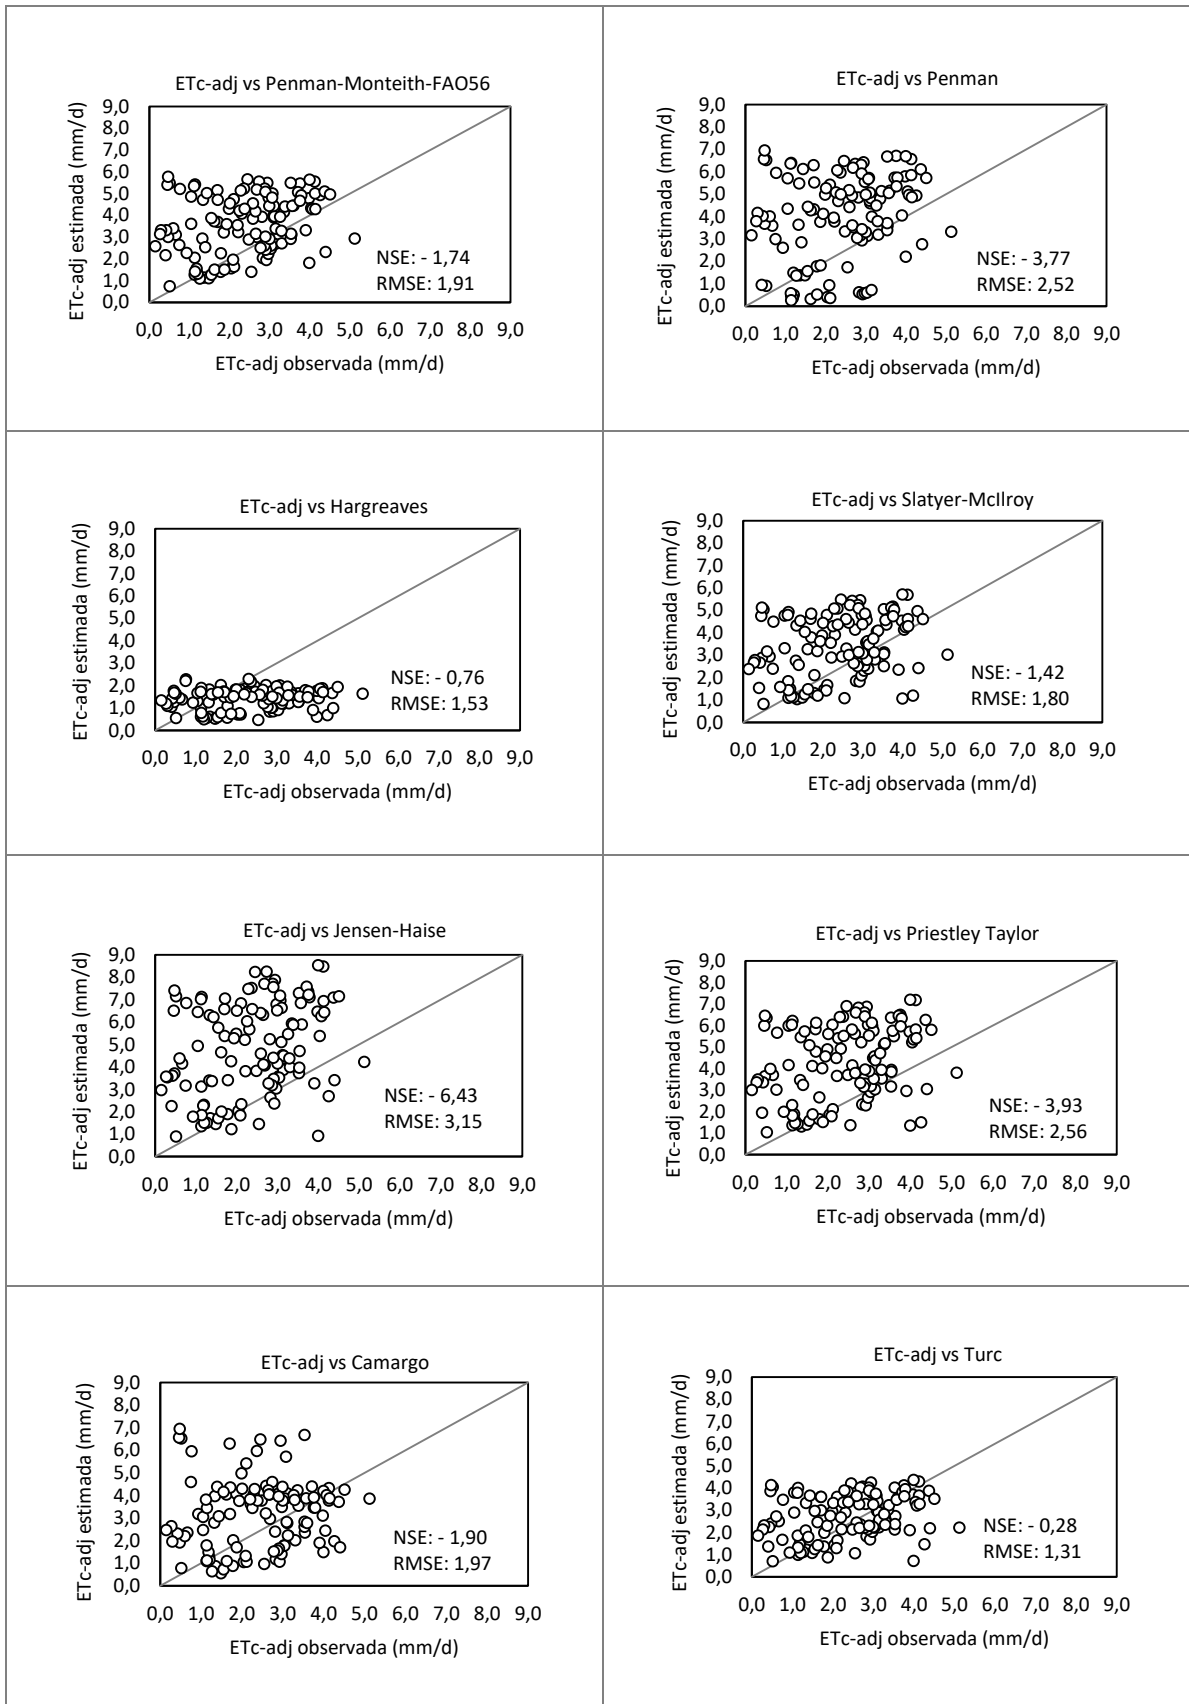 ETc-adj vs Penman-Monteith-FAO56
ETc-adj estimada (mm/d)
9,0
8,0
7,0
6,0
5,0
4,0
3,0
2,0
1,0
0,0
NSE: - 1,74
RMSE: 1,91
0,0 1,0 2,0 3,0 4,0 5,0 6,0 7,0 8,0 9,0
ETc-adj observada (mm/d)
ETc-adj vs Penman
ETc-adj estimada (mm/d)
9,0
8,0
7,0
6,0
5,0
4,0
3,0
2,0
1,0
0,0
NSE: - 3,77
RMSE: 2,52
0,0 1,0 2,0 3,0 4,0 5,0 6,0 7,0 8,0 9,0
ETc-adj observada (mm/d)
ETc-adj vs Hargreaves
ETc-adj estimada (mm/d)
9,0
8,0
7,0
6,0
5,0
4,0
3,0
2,0
1,0
0,0
NSE: - 0,76
RMSE: 1,53
0,0 1,0 2,0 3,0 4,0 5,0 6,0 7,0 8,0 9,0
ETc-adj observada (mm/d)
ETc-adj vs Slatyer-McIlroy
ETc-adj estimada (mm/d)
9,0
8,0
7,0
6,0
5,0
4,0
3,0
2,0
1,0
0,0
NSE: - 1,42
RMSE: 1,80
0,0 1,0 2,0 3,0 4,0 5,0 6,0 7,0 8,0 9,0
ETc-adj observada (mm/d)
ETc-adj vs Jensen-Haise
ETc-adj estimada (mm/d)
9,0
8,0
7,0
6,0
5,0
4,0
3,0
2,0
1,0
0,0
NSE: - 6,43
RMSE: 3,15
0,0 1,0 2,0 3,0 4,0 5,0 6,0 7,0 8,0 9,0
ETc-adj observada (mm/d)
ETc-adj vs Priestley Taylor
ETc-adj estimada (mm/d)
9,0
8,0
7,0
6,0
5,0
4,0
3,0
2,0
1,0
0,0
NSE: - 3,93
RMSE: 2,56
0,0 1,0 2,0 3,0 4,0 5,0 6,0 7,0 8,0 9,0
ETc-adj observada (mm/d)
ETc-adj vs Camargo
ETc-adj estimada (mm/d)
9,0
8,0
7,0
6,0
5,0
4,0
3,0
2,0
1,0
0,0
NSE: - 1,90
RMSE: 1,97
0,0 1,0 2,0 3,0 4,0 5,0 6,0 7,0 8,0 9,0
ETc-adj observada (mm/d)
ETc-adj vs Turc
ETc-adj estimada (mm/d)
9,0
8,0
7,0
6,0
5,0
4,0
3,0
2,0
1,0
0,0
NSE: - 0,28
RMSE: 1,31
0,0 1,0 2,0 3,0 4,0 5,0 6,0 7,0 8,0 9,0
ETc-adj observada (mm/d)